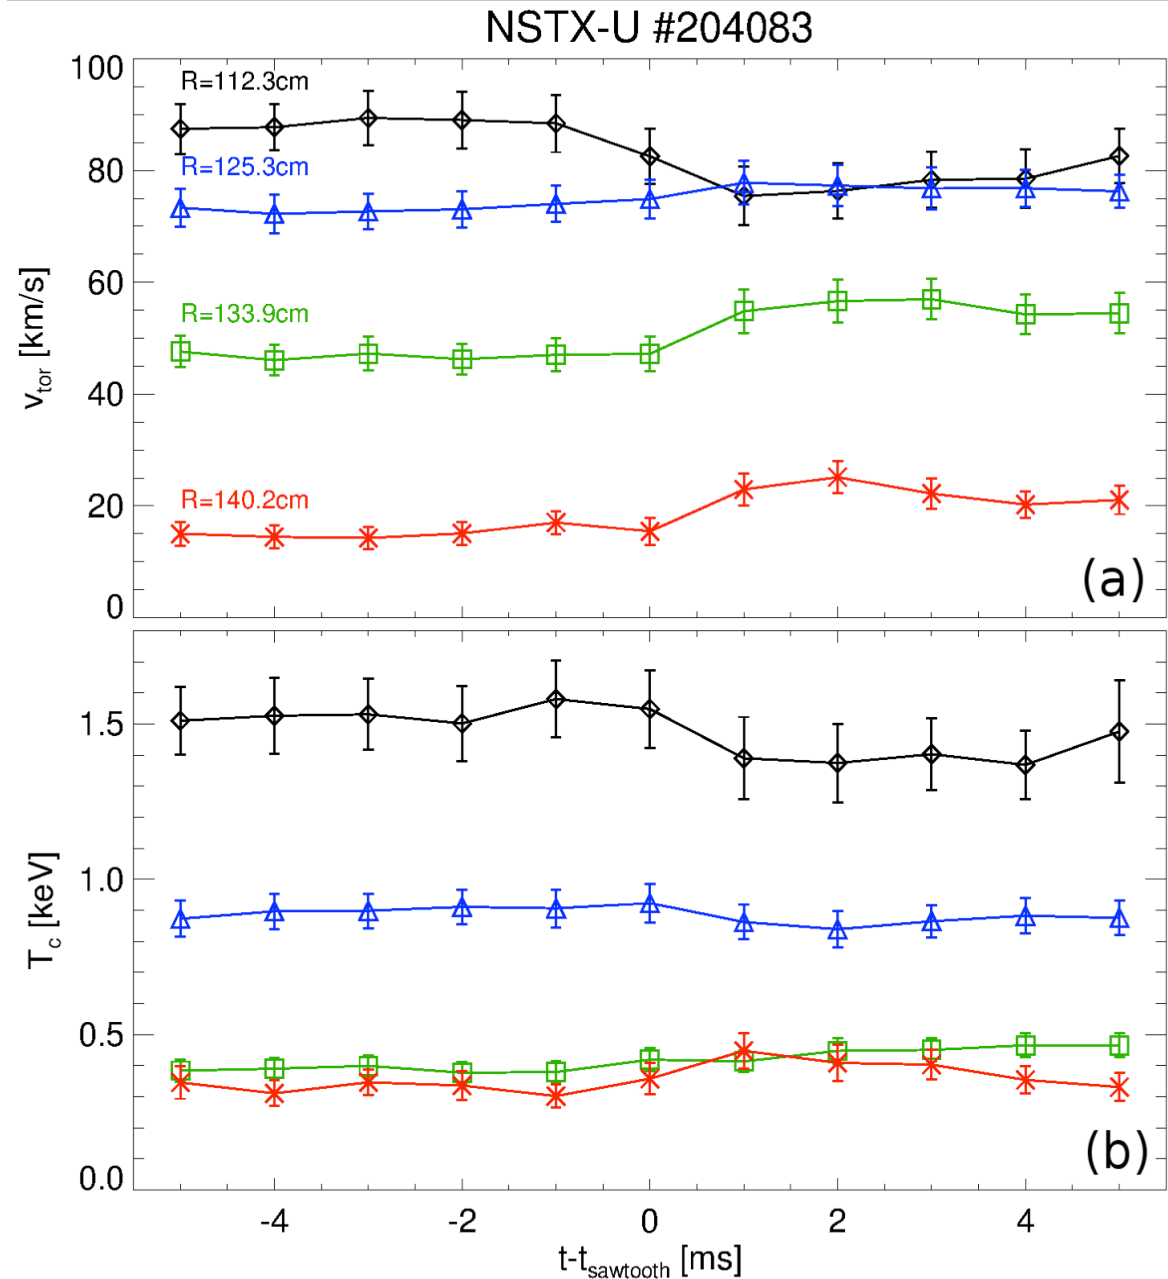 NSTX-U #204083
100
80
60
40
20
0
v_tor [km/s]
R=112.3cm
R=125.3cm
R=133.9cm
R=140.2cm
(a)
1.5
1.0
0.5
0.0
T_c [keV]
(b)
-4 -2 0 2 4
t-t_sawtooth [ms]